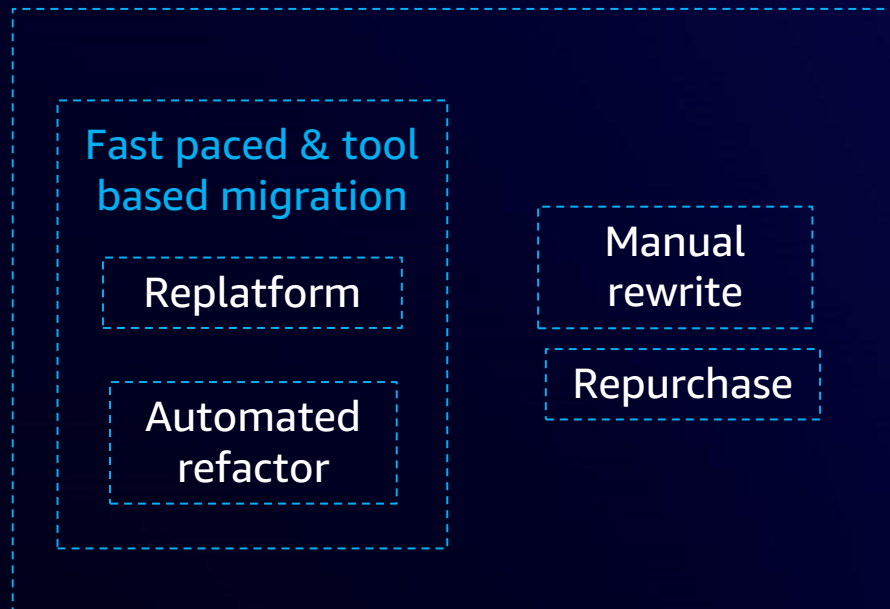 Fast paced & tool
based migration
Replatform
Automated
refactor
Manual
rewrite
Repurchase